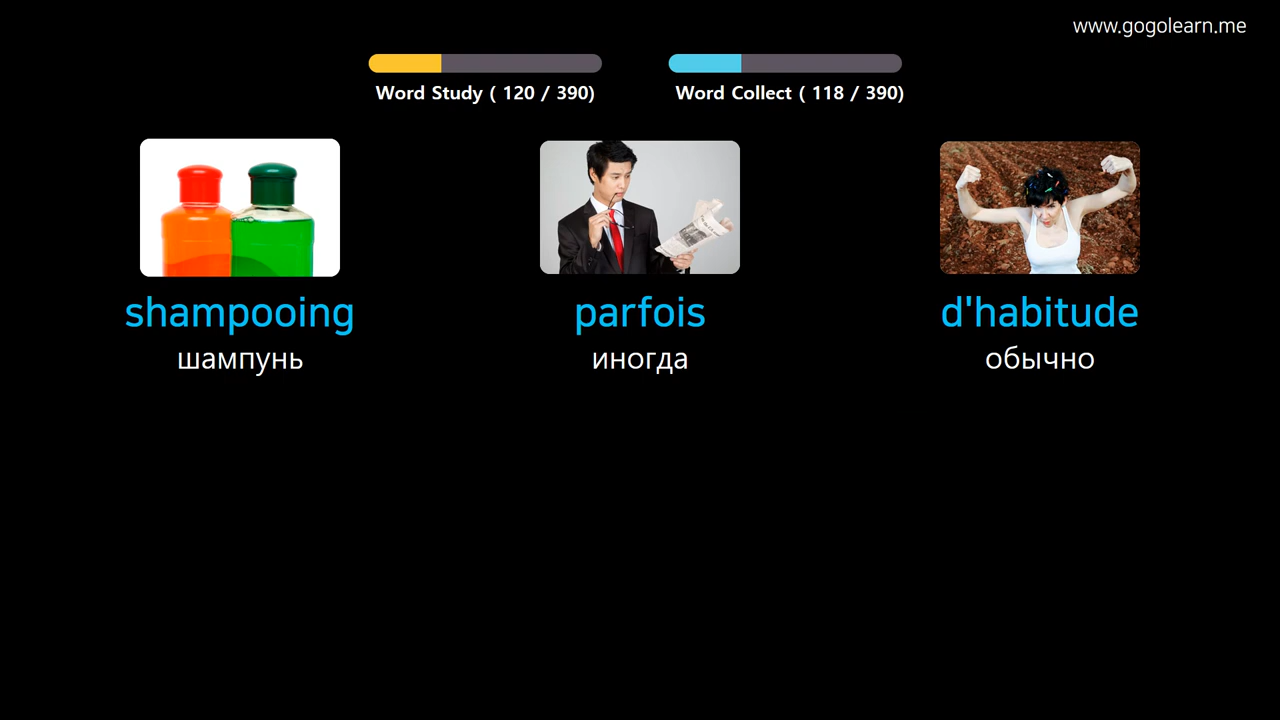 www.gogolearn.me
Word Study ( 120 / 390)
Word Collect ( 118 / 390)
shampooing
parfois
d'habitude
шампунь
иногда
обычно